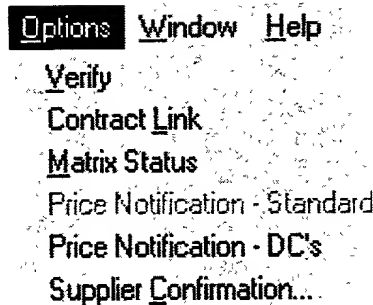 Options Window Help
Verify
Contract Link
Matrix Status
Price Notification - Standard
Price Notification - DC's
Supplier Confirmation...